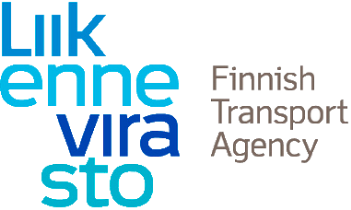 Liik
enne
vira
sto
Finnish
Transport
Agency